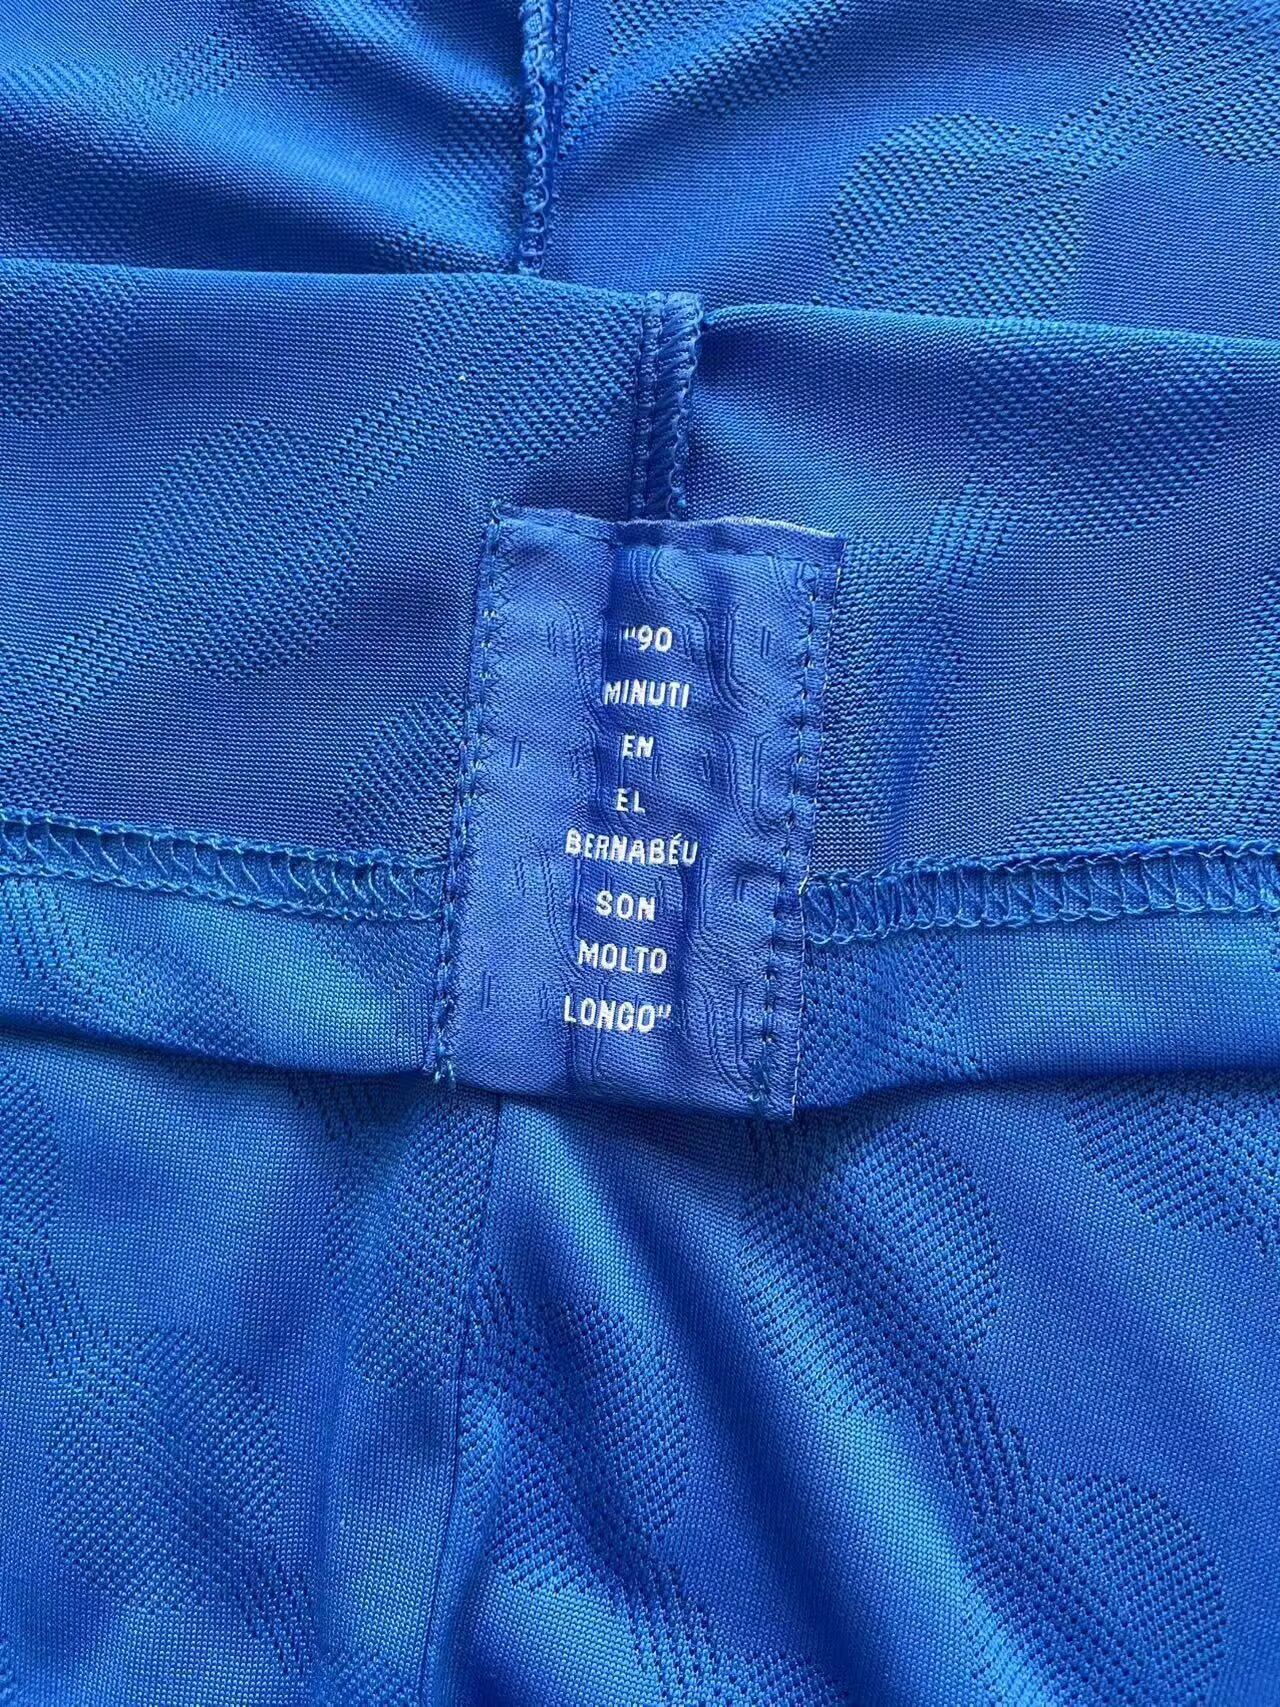 "90
MINUTI
EN
EL
BERNABÉU
SON
MOLTO
LONGO"